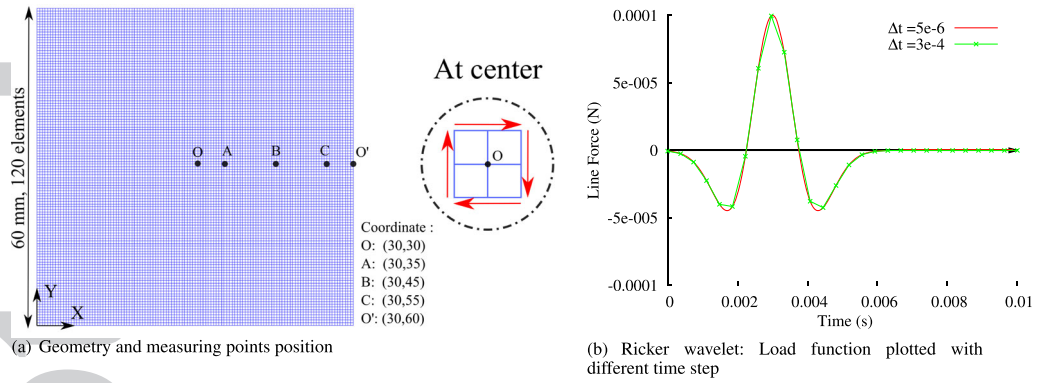 60 mm, 120 elements
O A B C O'
Y
X
At center
O
Coordinate :
O: (30,30)
A: (30,35)
B: (30,45)
C: (30,55)
O': (30,60)
(a) Geometry and measuring points position
Line Force (N)
0.0001
5e-005
0
-5e-005
-0.0001
Δt =5e-6
Δt =3e-4
0 0.002 0.004 0.006 0.008 0.01
Time (s)
(b) Ricker wavelet: Load function plotted with
different time step